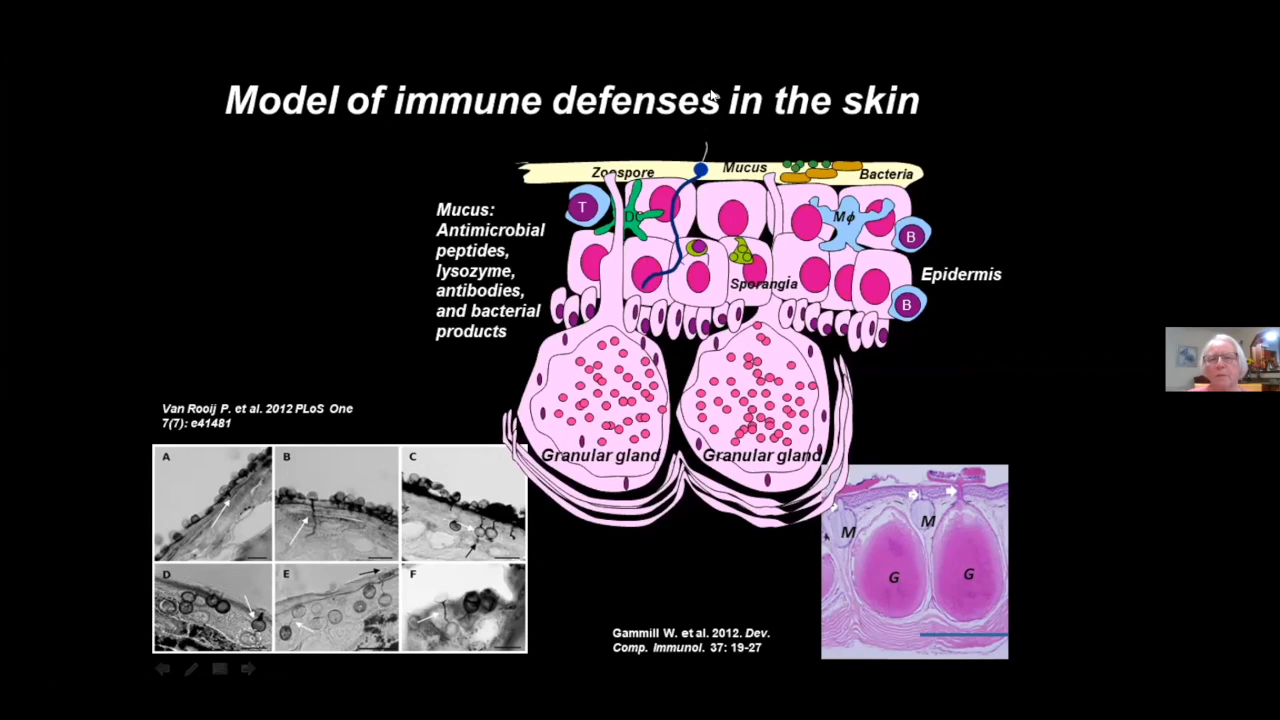 Model of immune defenses in the skin
Zoospore
Mucus
Bacteria
T
DC
Mϕ
B
Mucus:
Antimicrobial
peptides,
lysozyme,
antibodies,
and bacterial
products
Sporangia
Epidermis
B
Granular gland
Granular gland
Van Rooij P. et al. 2012 PLoS One
7(7): e41481
A
B
C
D
E
F
M
M
G
G
Gammill W. et al. 2012. Dev.
Comp. Immunol. 37: 19-27